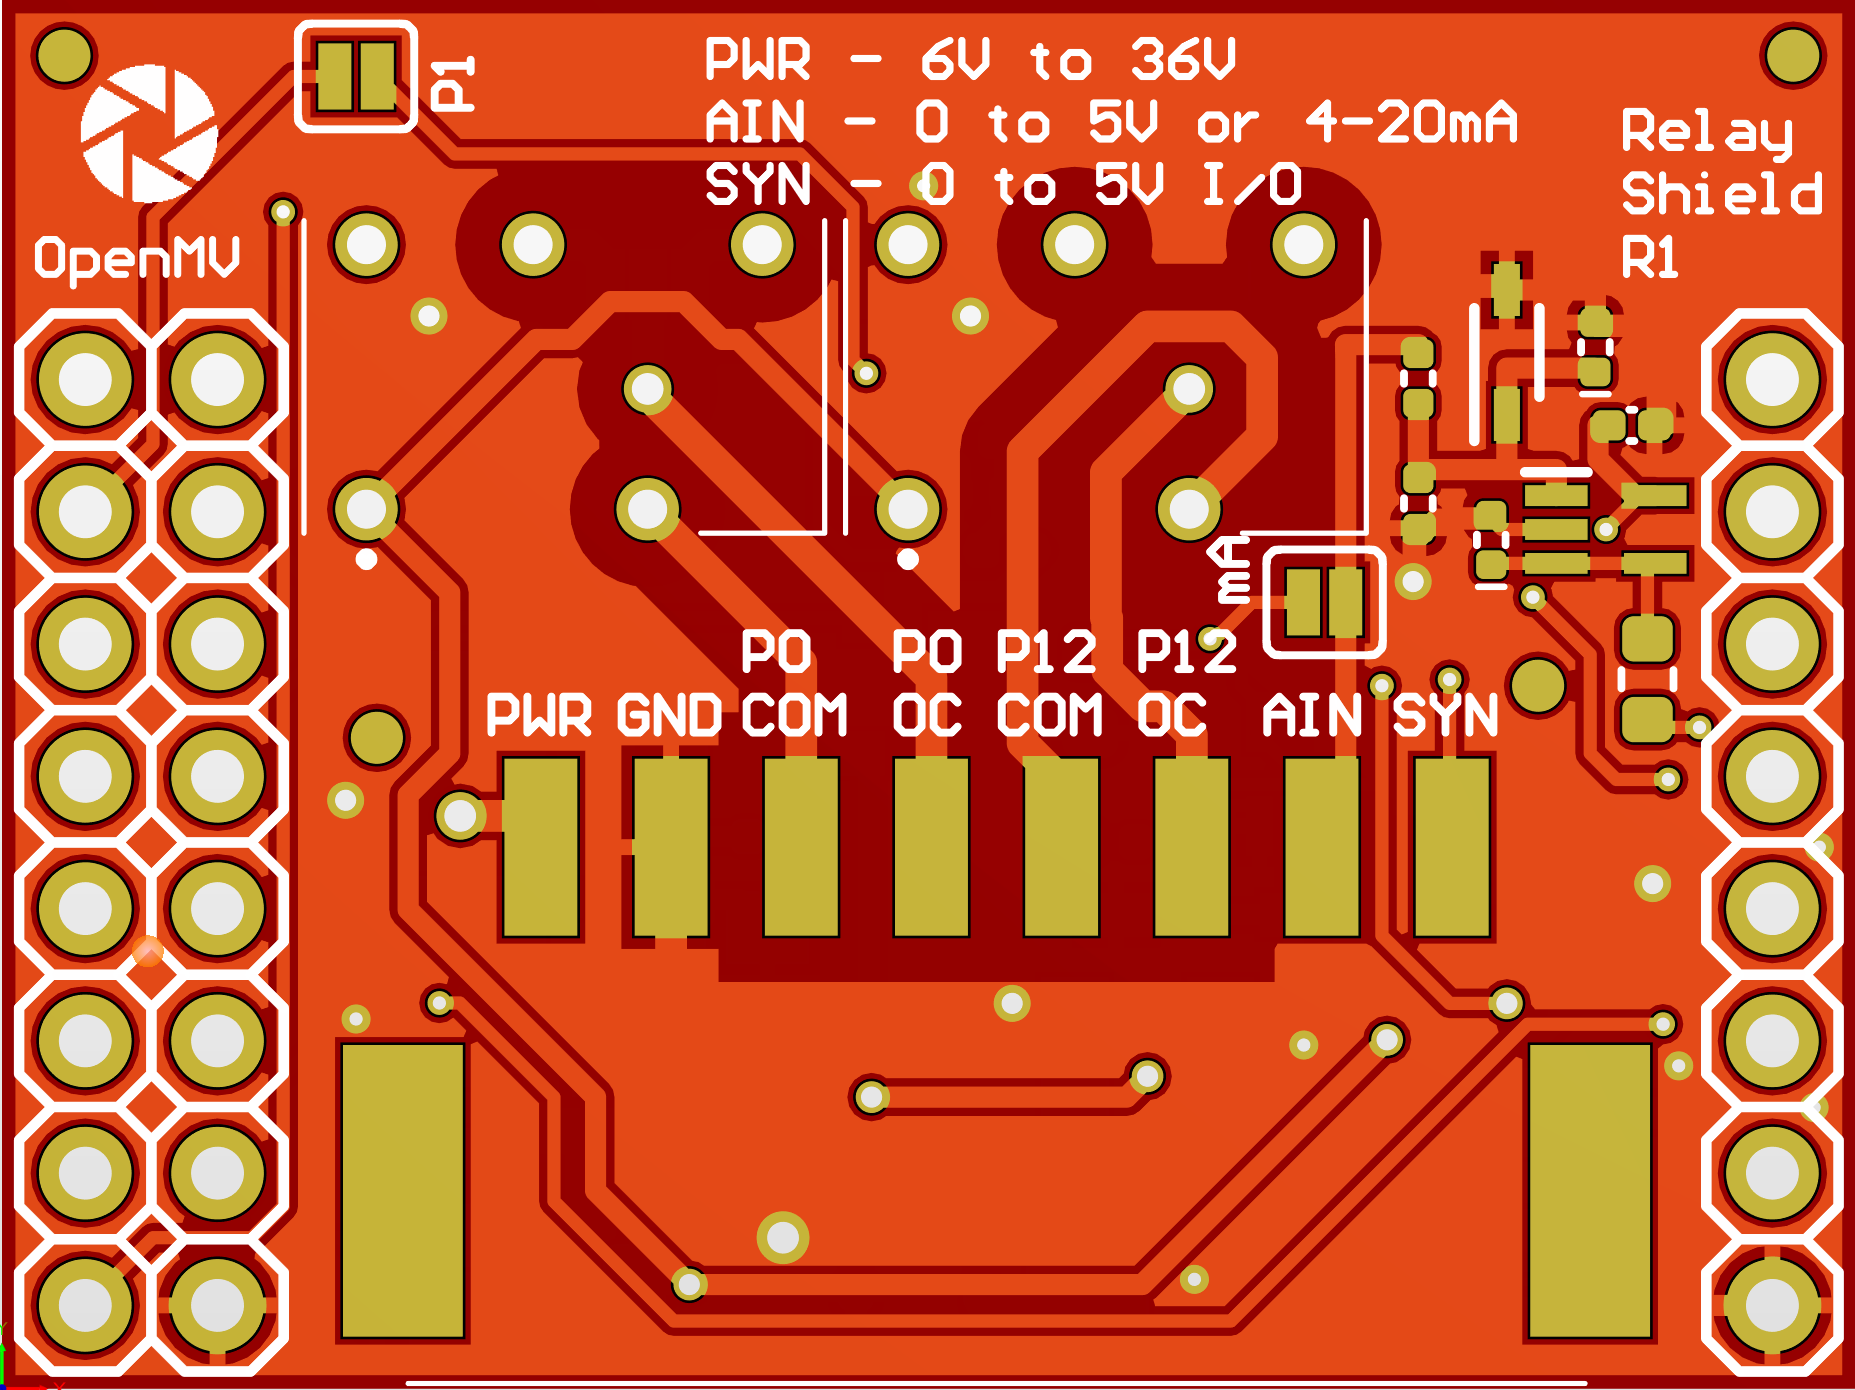 P1
PWR - 6V to 36V
AIN - 0 to 5V or 4-20mA
SYN - 0 to 5V I/O
Relay
Shield
R1
OpenMV
mA
P0 P0 P12 P12
COM OC COM OC
PWR GND AIN SYN